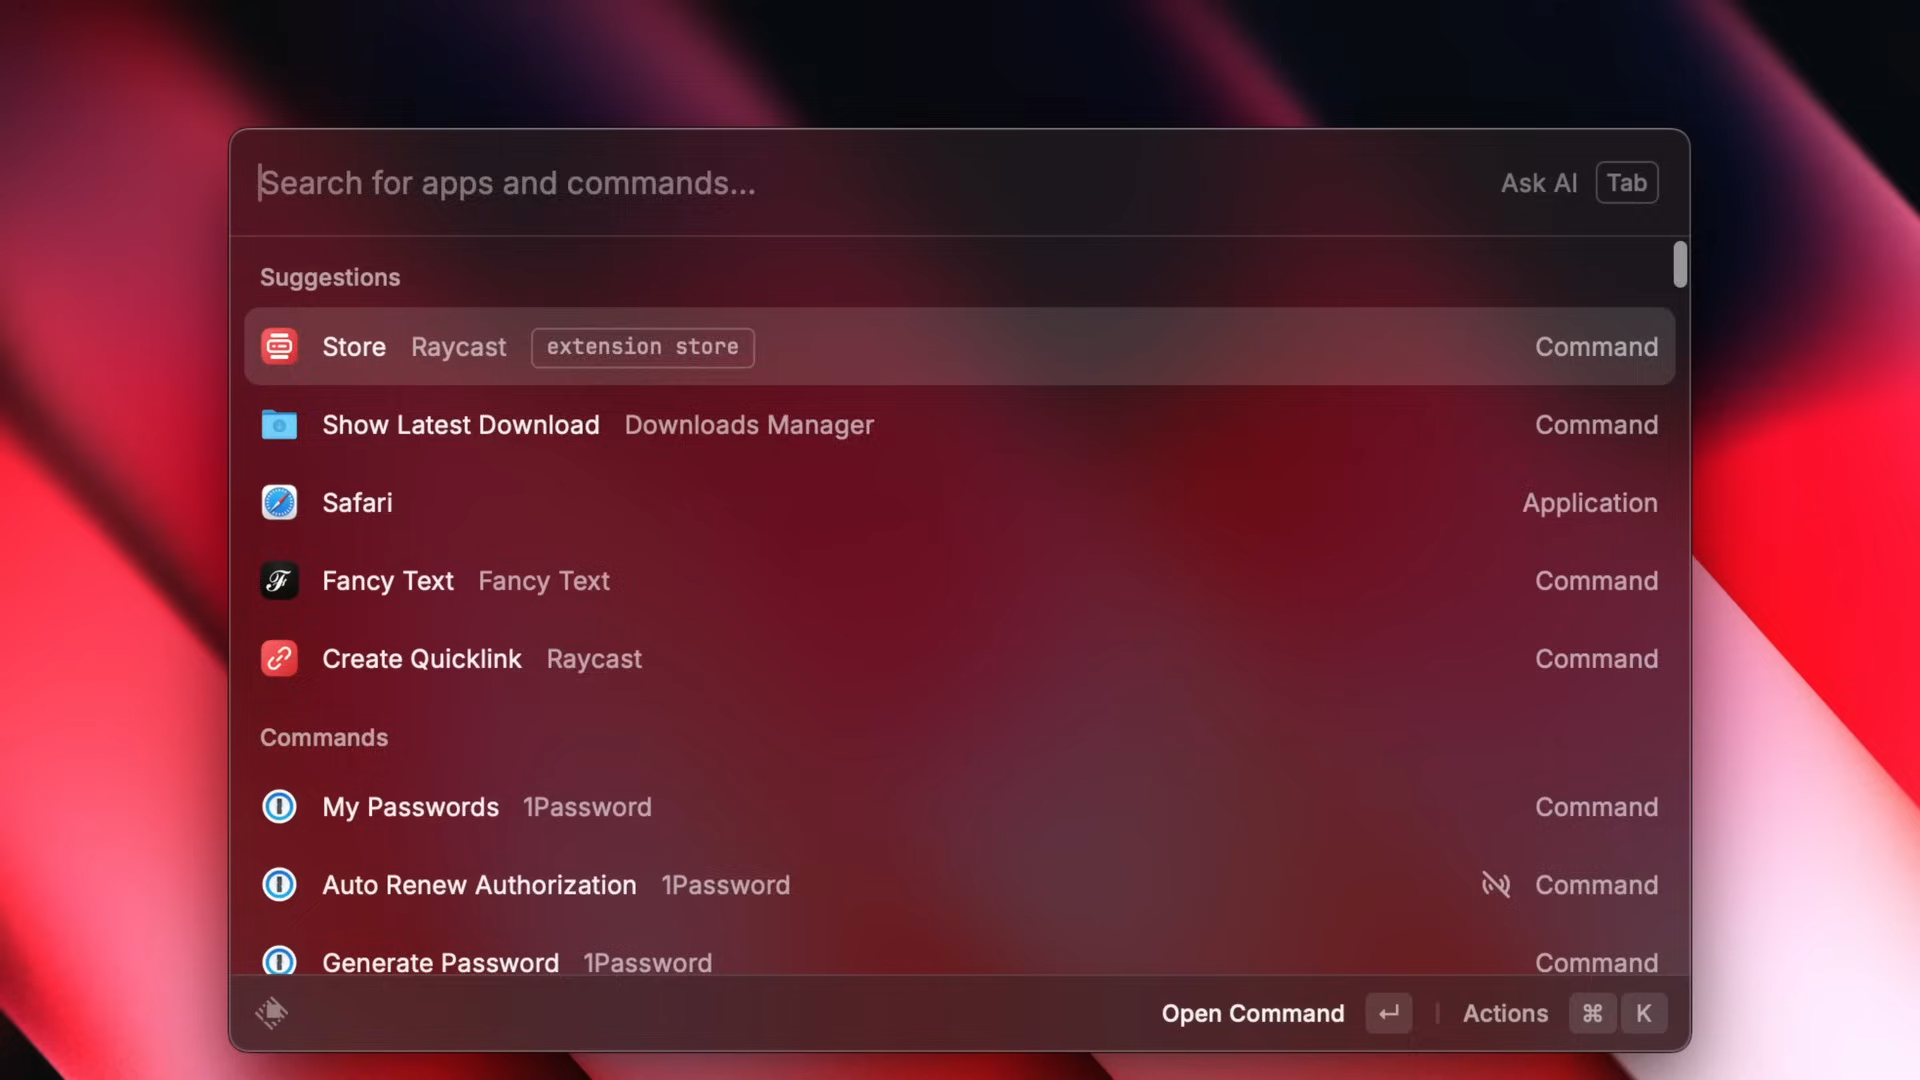 Search for apps and commands...
Ask AI Tab
Suggestions
Store Raycast extension store Command
Show Latest Download Downloads Manager Command
Safari Application
Fancy Text Fancy Text Command
Create Quicklink Raycast Command
Commands
My Passwords 1Password Command
Auto Renew Authorization 1Password Command
Generate Password 1Password Command
Open Command ↵ Actions ⌘ K